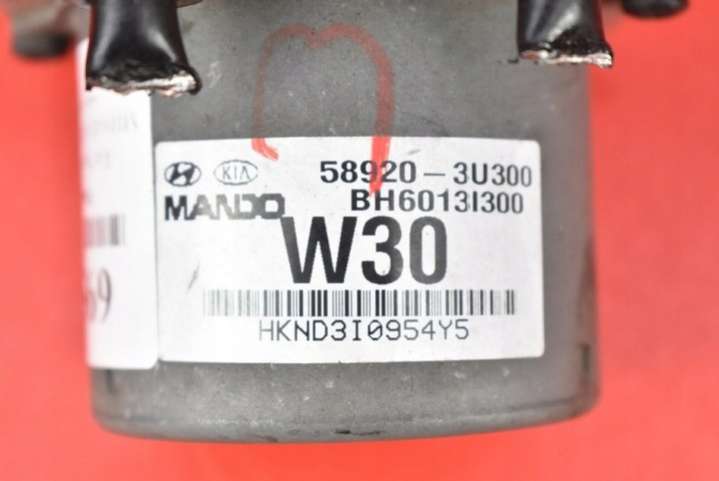 KIA 58920-3U300
MANDO BH6013I300
W30
HKND3I0954Y5
69